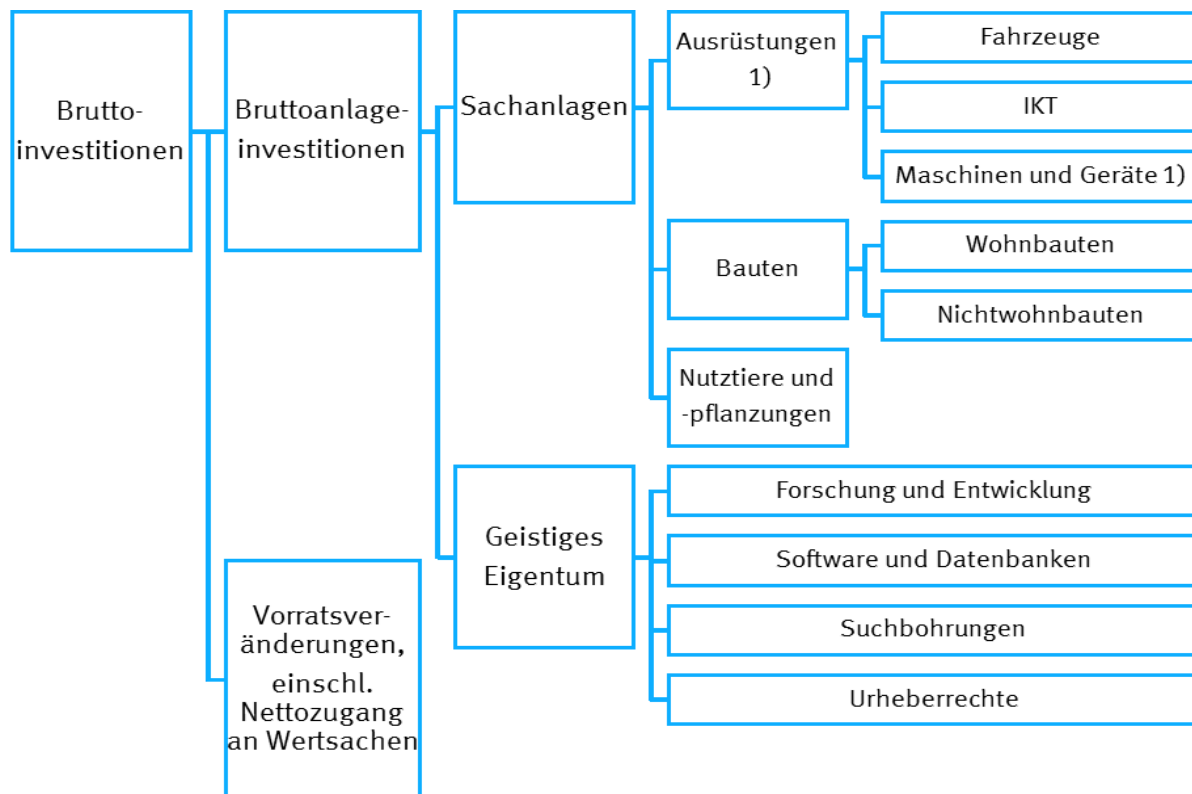 Brutto-
investitionen
Bruttoanlage-
investitionen
Sachanlagen
Ausrüstungen
1)
Fahrzeuge
IKT
Maschinen und Geräte 1)
Bauten
Wohnbauten
Nichtwohnbauten
Nutztiere und
-pflanzungen
Geistiges
Eigentum
Forschung und Entwicklung
Software und Datenbanken
Suchbohrungen
Urheberrechte
Vorratsver-
änderungen,
einschl.
Nettozugang
an Wertsachen